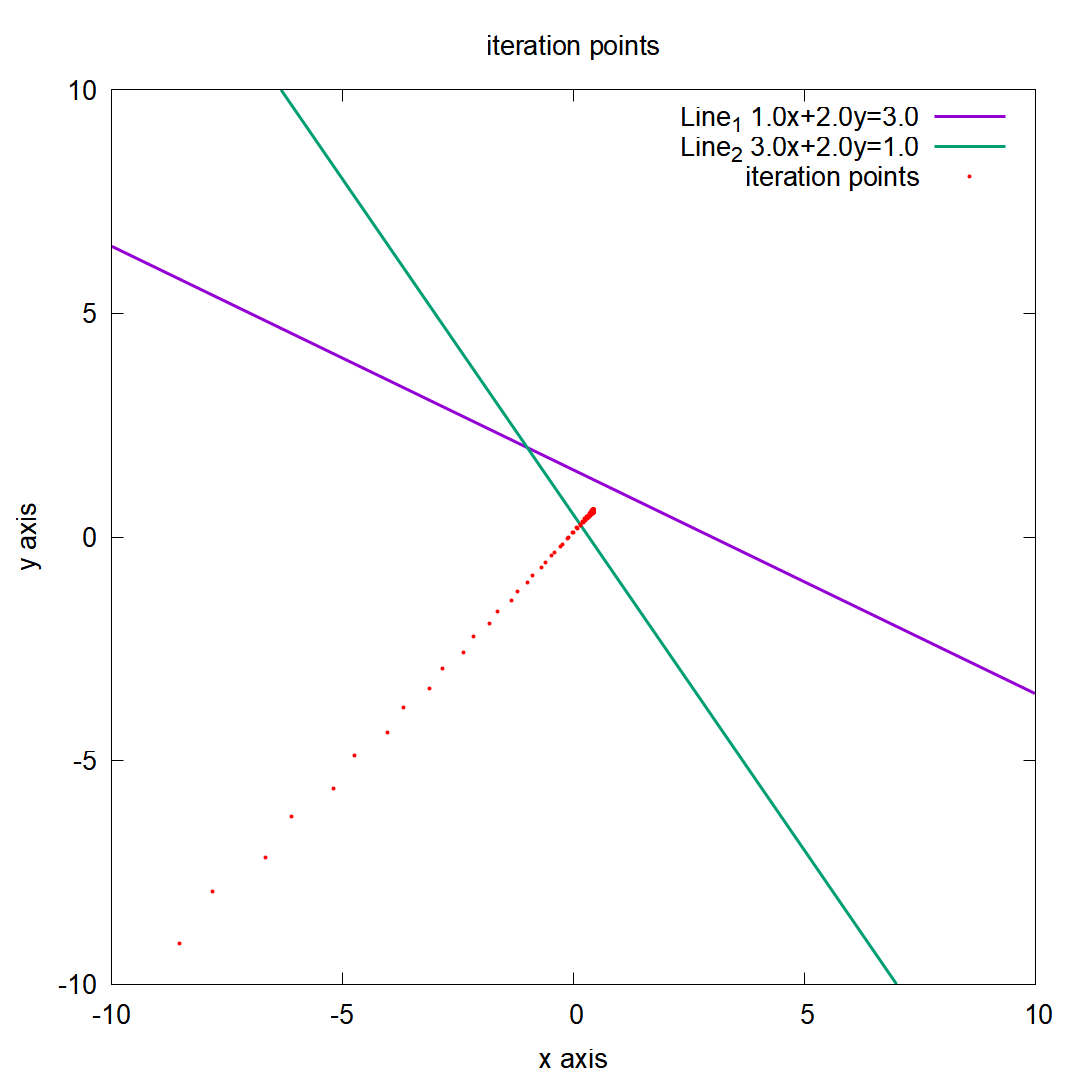 iteration points
Line₁ 1.0x+2.0y=3.0
Line₂ 3.0x+2.0y=1.0
iteration points
10
5
0
-5
-10
y axis
-10 -5 0 5 10
x axis